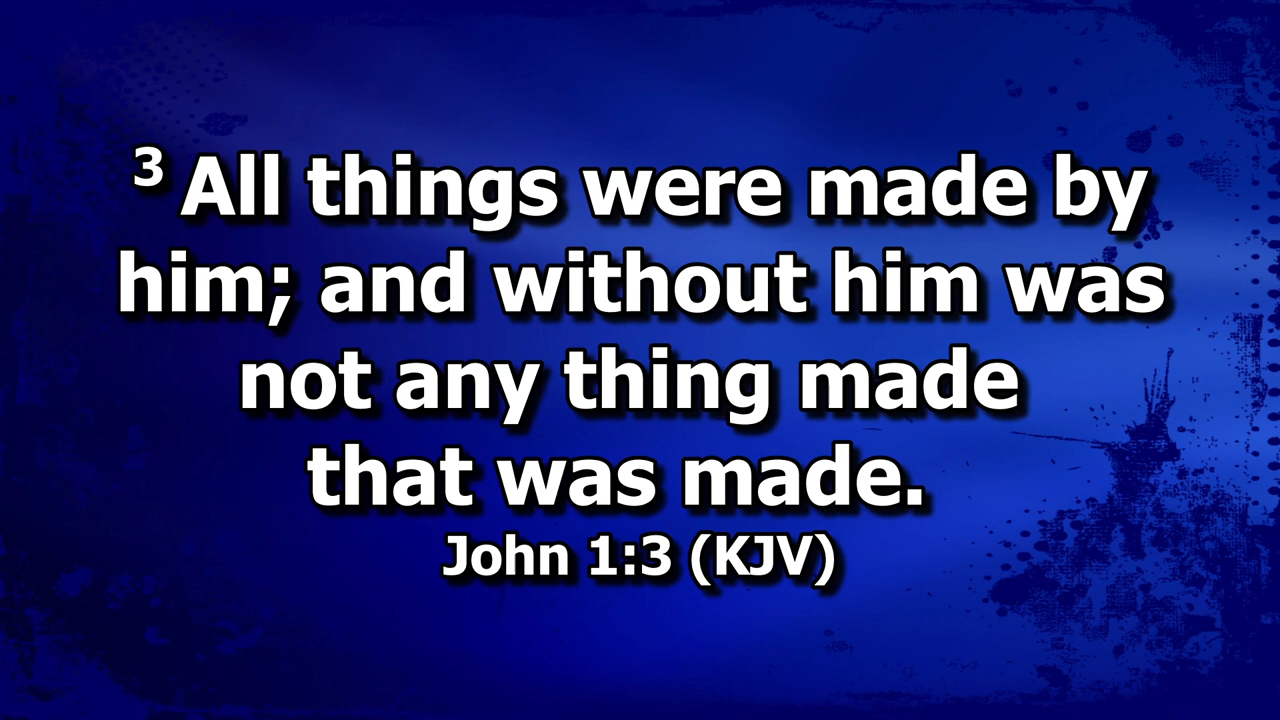 3 All things were made by
him; and without him was
not any thing made
that was made.
John 1:3 (KJV)